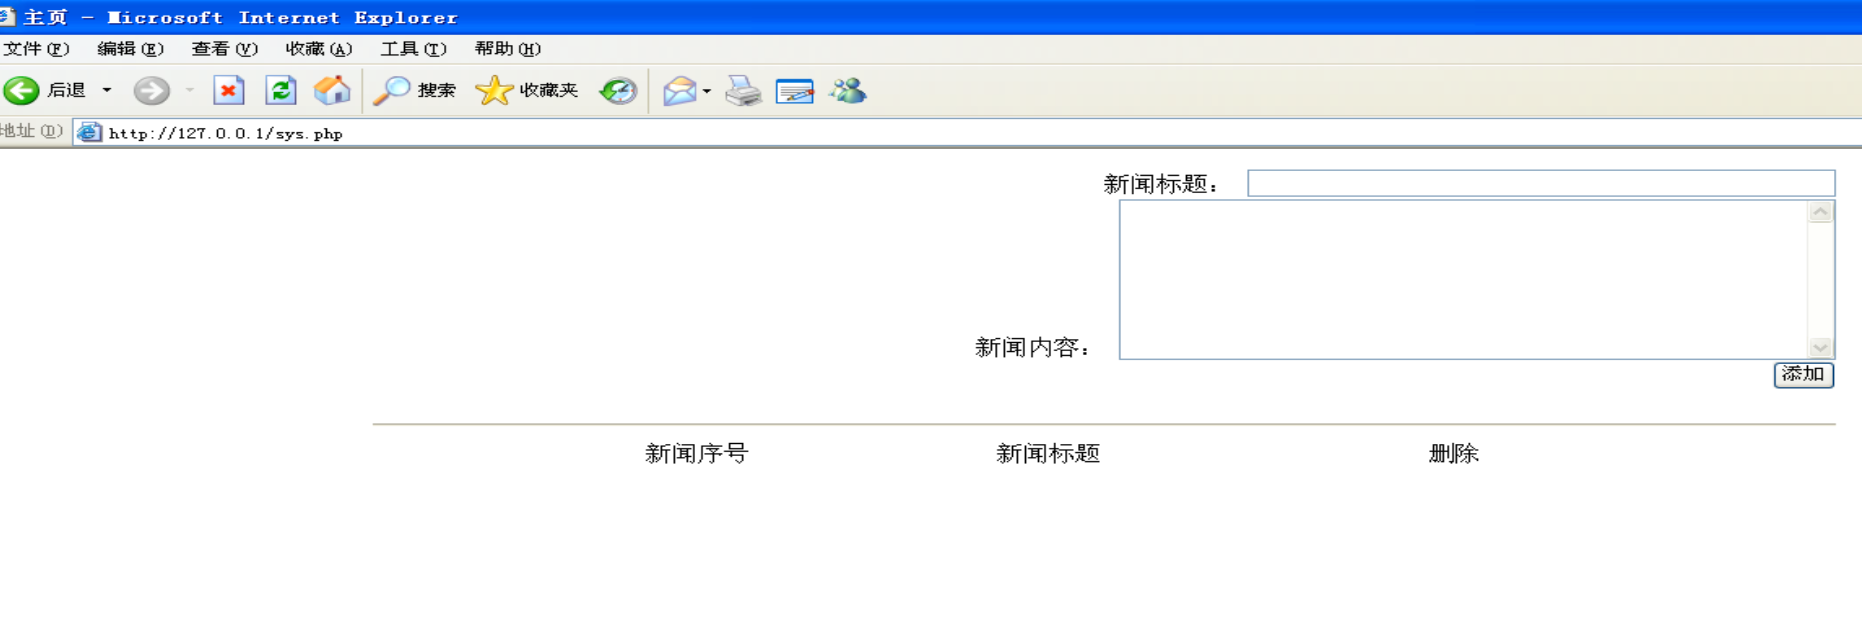 主页 - Microsoft Internet Explorer
文件(F) 编辑(E) 查看(V) 收藏(A) 工具(T) 帮助(H)
后退 搜索 收藏夹
地址(D) http://127.0.0.1/sys.php
新闻标题：
新闻内容：
添加
新闻序号 新闻标题 删除